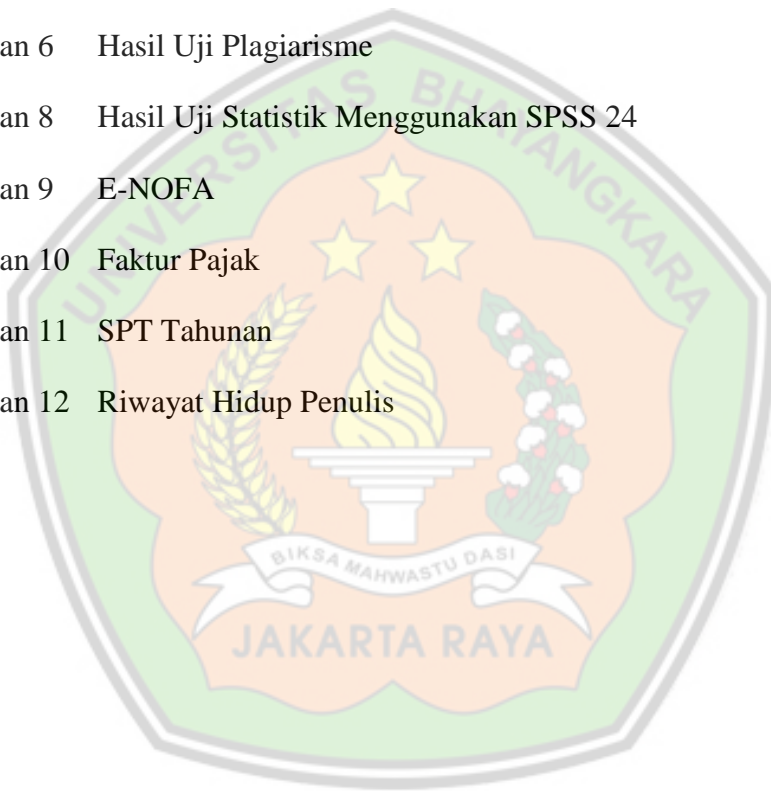 an 6 Hasil Uji Plagiarisme
an 8 Hasil Uji Statistik Menggunakan SPSS 24
an 9 E-NOFA
an 10 Faktur Pajak
an 11 SPT Tahunan
an 12 Riwayat Hidup Penulis
UNIVERSITAS BHAYANGKARA
BIKSA MAHWASTU DASI
JAKARTA RAYA